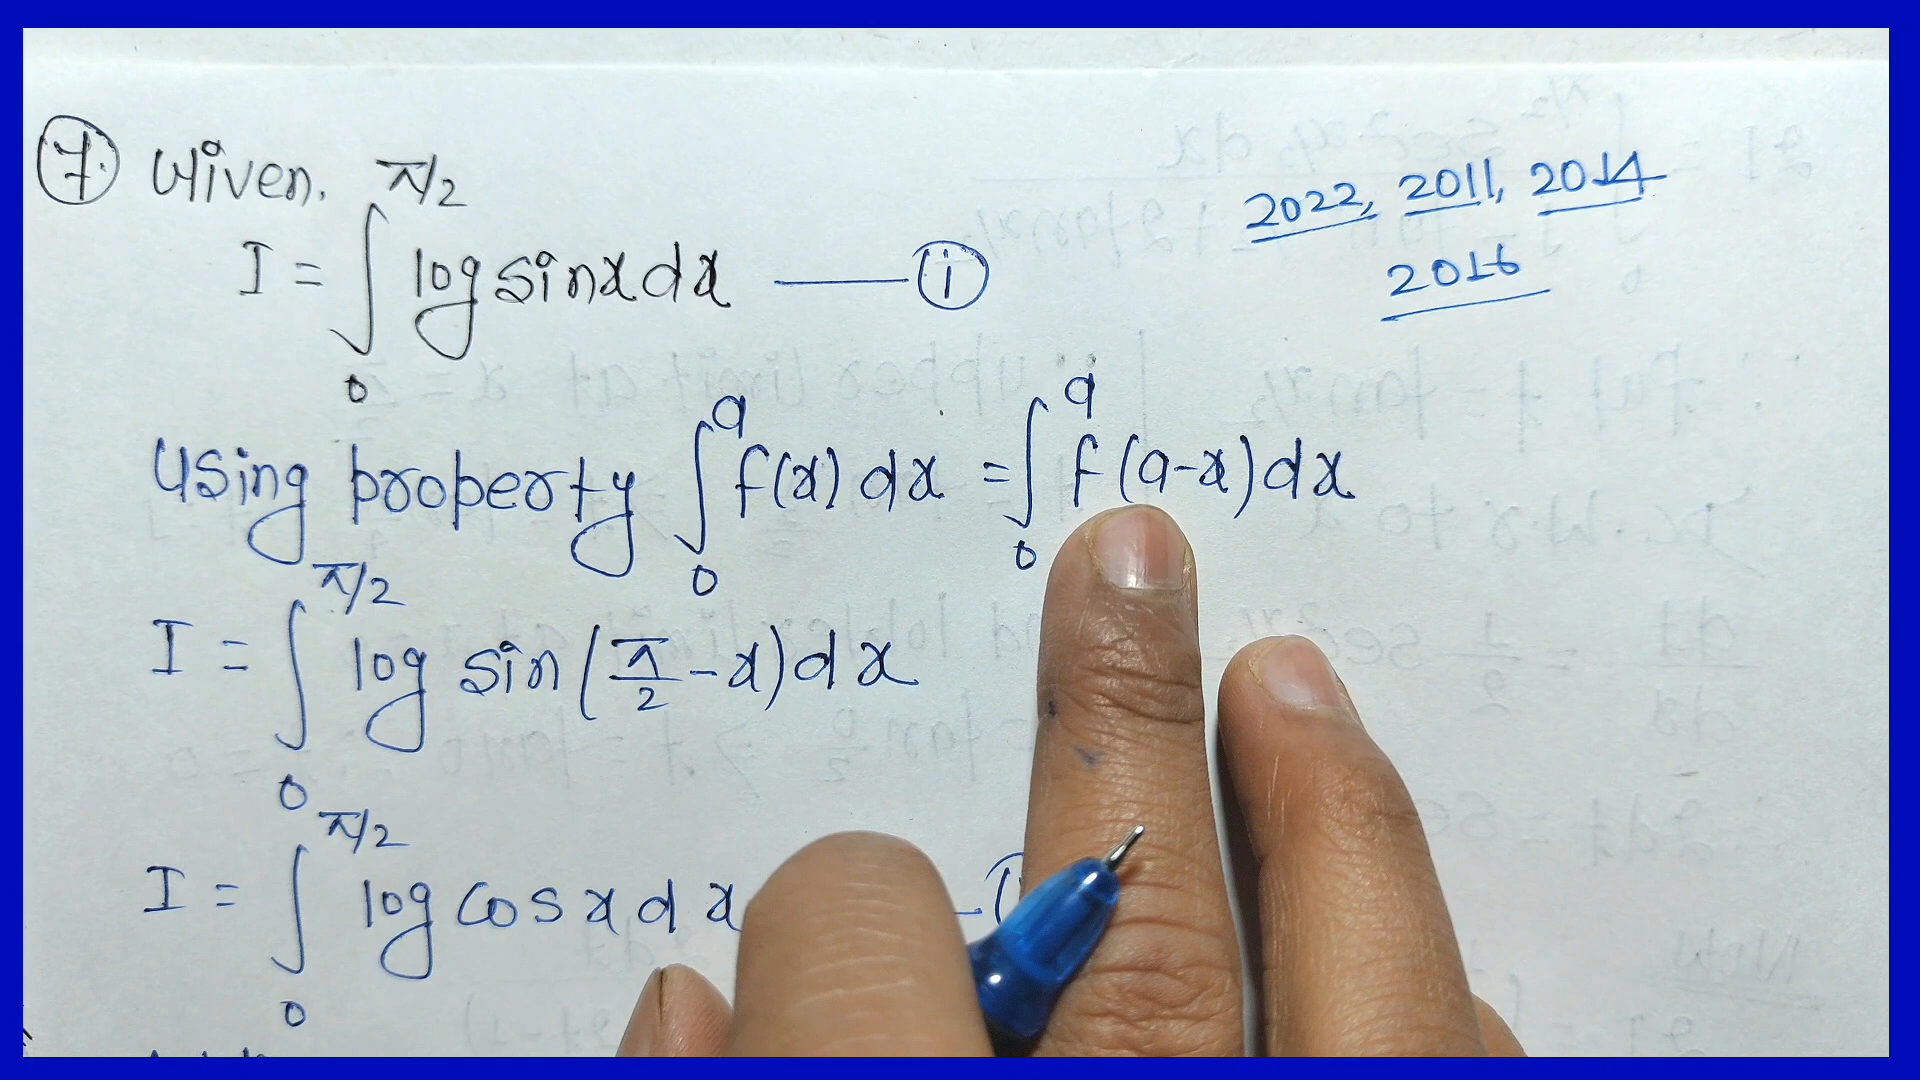 7. Given.
I = ∫₀^π/2 log sinx dx —— (i)
2022, 2011, 2014
2016
Using property ∫₀^a f(x) dx = ∫₀^a f(a-x) dx
I = ∫₀^π/2 log sin(π/2 - x) dx
I = ∫₀^π/2 log cos x d x